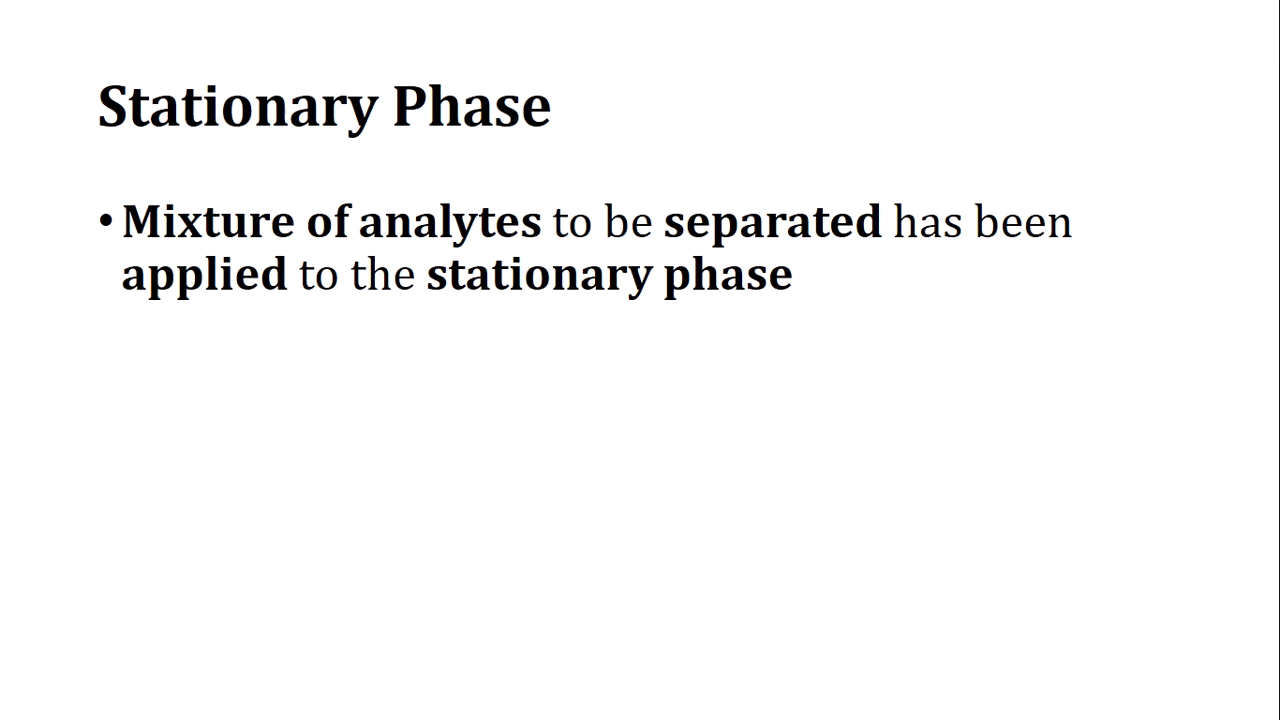 Stationary Phase
• Mixture of analytes to be separated has been
applied to the stationary phase